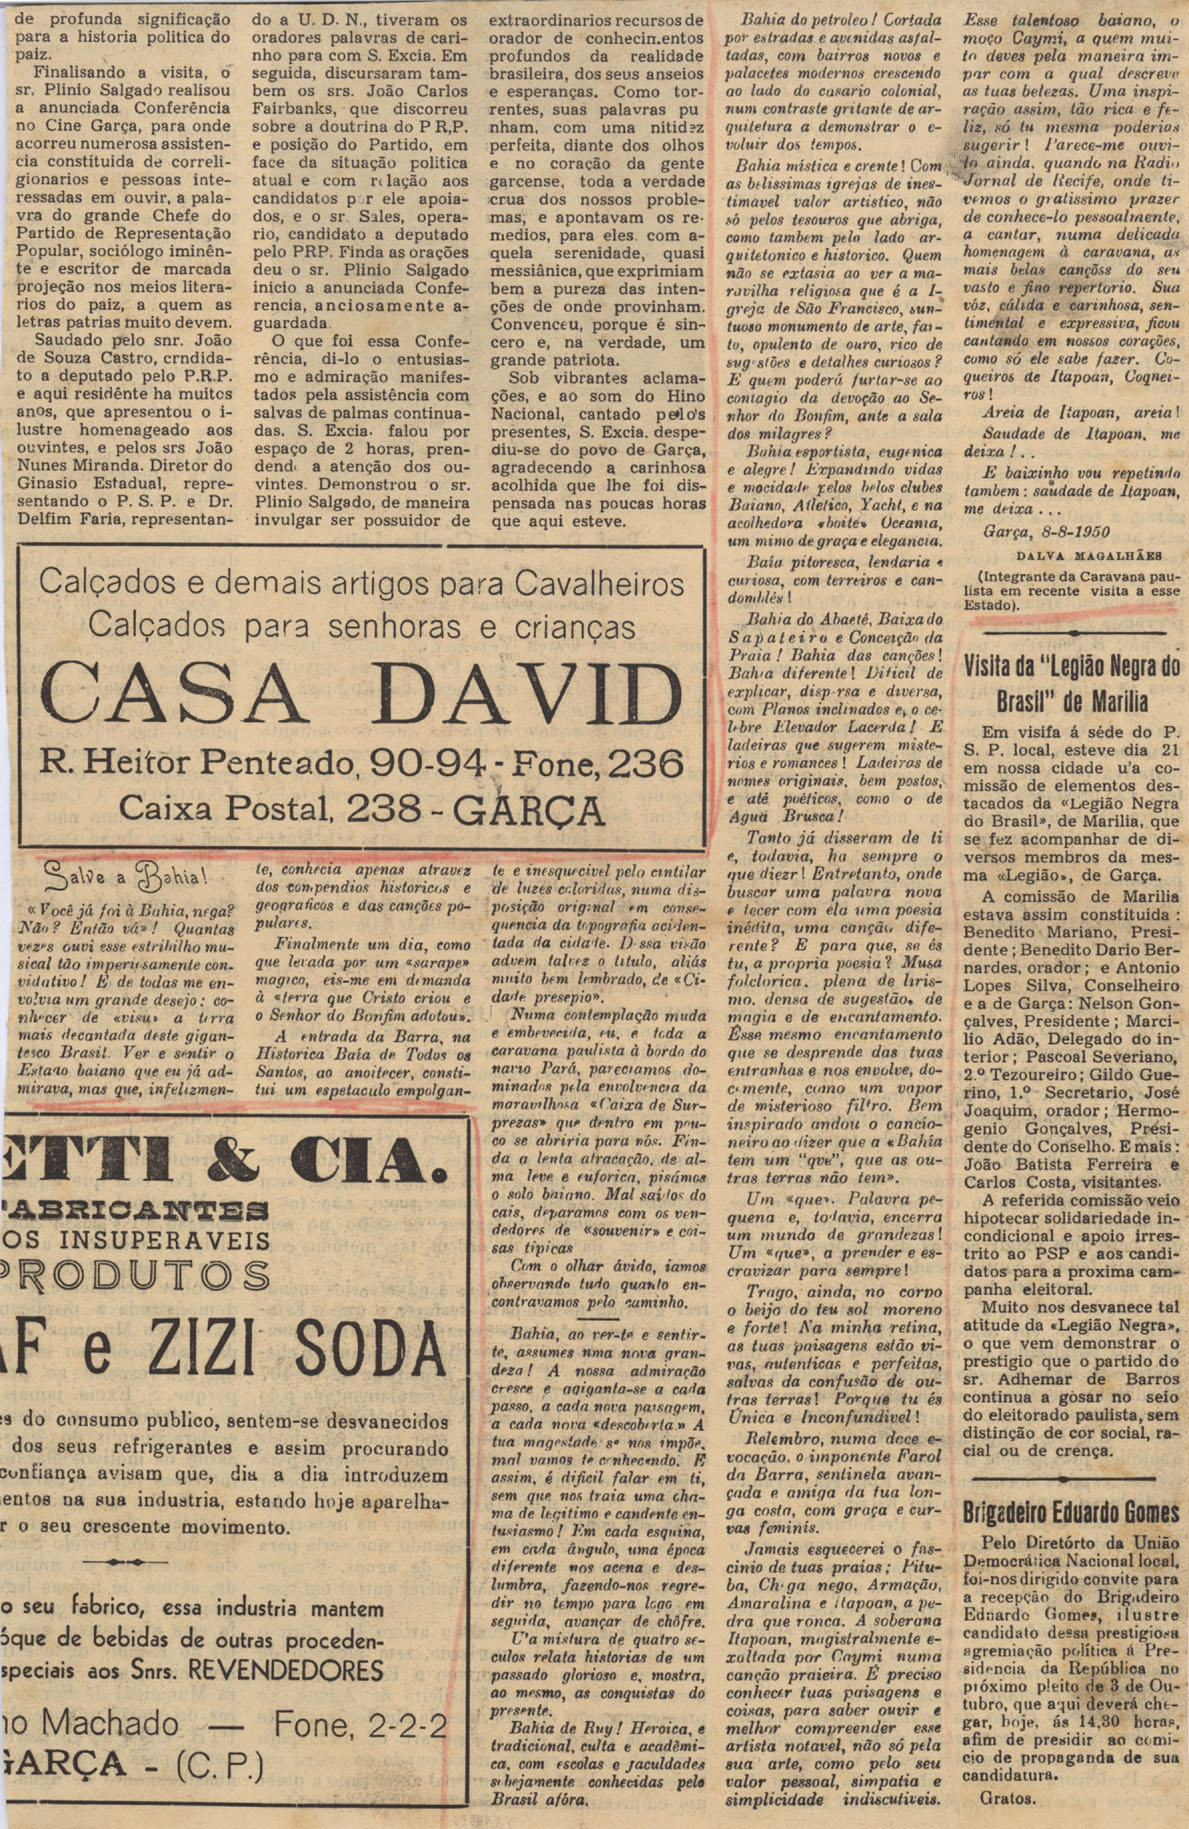 de profunda significação
para a historia politica do
paiz.
Finalisando a visita, o
sr. Plinio Salgado realisou
a anunciada Conferência
no Cine Garça, para onde
acorreu numerosa assisten-
cia constituida de correli-
gionarios e pessoas inte-
ressadas em ouvir, a pala-
vra do grande Chefe do
Partido de Representação
Popular, sociólogo iminên-
te e escritor de marcada
projeção nos meios litera-
rios do paiz, a quem as
letras patrias muito devem.
Saudado pelo snr. João
de Souza Castro, crndida-
to a deputado pelo P.R.P.
e aqui residênte ha muitos
anos, que apresentou o i-
lustre homenageado aos
ouvintes, e pelos srs João
Nunes Miranda. Diretor do
Ginasio Estadual, repre-
sentando o P. S. P. e Dr.
Delfim Faria, representan-
do a U. D. N., tiveram os
oradores palavras de cari-
nho para com S. Excia. Em
seguida, discursaram tam-
bem os srs. João Carlos
Fairbanks, que discorreu
sobre a doutrina do P R,P.
e posição do Partido, em
face da situação politica
atual e com relação aos
candidatos por ele apoia-
dos, e o sr. Sales, opera-
rio, candidato a deputado
pelo PRP. Finda as orações
deu o sr. Plinio Salgado
inicio a anunciada Confe-
rencia, anciosamente a-
guardada.
O que foi essa Confe-
rência, di-lo o entusias-
mo e admiração manifes-
tados pela assistência com
salvas de palmas continua-
das. S. Excia. falou por
espaço de 2 horas, pren-
dendo a atenção dos ou-
vintes. Demonstrou o sr.
Plinio Salgado, de maneira
invulgar ser possuidor de
extraordinarios recursos de
orador de conhecimentos
profundos da realidade
brasileira, dos seus anseios
e esperanças. Como tor-
rentes, suas palavras pu
nham, com uma nitidez
perfeita, diante dos olhos
e no coração da gente
garcense, toda a verdade
crua dos nossos proble-
mas, e apontavam os re-
medios, para eles, com a-
quela serenidade, quasi
messiânica, que exprimiam
bem a pureza das inten-
ções de onde provinham.
Convenceu, porque é sin-
cero e, na verdade, um
grande patriota.
Sob vibrantes aclama-
ções, e ao som do Hino
Nacional, cantado pelo's
presentes, S. Excia. despe-
diu-se do povo de Garça,
agradecendo a carinhosa
acolhida que lhe foi dis-
pensada nas poucas horas
que aqui esteve.
Calçados e demais artigos para Cavalheiros
Calçados para senhoras e crianças
CASA DAVID
R. Heitor Penteado, 90-94 - Fone, 236
Caixa Postal, 238 - GARÇA
Salve a Bahia!
«Você já foi à Bahia, nega?
Não? Então vá»! Quantas
vezes ouvi esse estribilho mu-
sical tão imperiosamente con-
vidativo! E de todas me en-
volvia um grande desejo: co-
nhecer de «visu» a terra
mais decantada deste gigan-
tesco Brasil. Ver e sentir o
Estado baiano que eu já ad-
mirava, mas que, infelizmen-
te, conhecia apenas atravez
dos compendios historicos e
geograficos e das canções po-
pulares.
Finalmente um dia, como
que levada por um «sarape»
magico, eis-me em demanda
à «terra que Cristo criou e
o Senhor do Bonfim adotou».
A entrada da Barra, na
Historica Baía de Todos os
Santos, ao anoitecer, consti-
tui um espetaculo empolgan-
te e inesquecivel pelo cintilar
de luzes coloridas, numa dis-
posição original em conse-
quencia da topografia aciden-
tada da cidade. Dessa visão
advem talvez o titulo, aliás
muito bem lembrado, de «Ci-
dade presepio».
Numa contemplação muda
e embevecida, eu, e toda a
caravana paulista à bordo do
navio Pará, pareciamos do-
minados pela envolvencia da
maravilhosa «Caixa de Sur-
prezas» que dentro em pou-
co se abriria para nós. Fin-
da a lenta atracação, de al-
ma leve e euforica, pisámos
o solo baiano. Mal saidos do
cais, deparamos com os ven-
dedores de «souvenir» e coi-
sas tipicas
Com o olhar ávido, iamos
observando tudo quanto en-
contravamos pelo caminho.
Bahia, ao ver-te e sentir-
te, assumes uma nova gran-
deza! A nossa admiração
cresce e agiganta-se a cada
passo, a cada nova paisagem,
a cada nova «descoberta.» A
tua magestade se nos impõe,
mal vamos te conhecendo. E
assim, é dificil falar em ti,
sem que nos traia uma cha-
ma de legitimo e candente en-
tusiasmo! Em cada esquina,
em cada ângulo, uma época
diferente nos acena e des-
lumbra, fazendo-nos regre-
dir no tempo para logo em
seguida, avançar de chôfre.
U'a mistura de quatro se-
culos relata historias de um
passado glorioso e, mostra,
ao mesmo, as conquistas do
presente.
Bahia de Ruy! Heroica, e
tradicional, culta e acadêmi-
ca, com escolas e faculdades
sobejamente conhecidas pelo
Brasil afóra.
ETTI & CIA.
FABRICANTES
OS INSUPERAVEIS
PRODUTOS
AF e ZIZI SODA
s do consumo publico, sentem-se desvanecidos
dos seus refrigerantes e assim procurando
confiança avisam que, dia a dia introduzem
entos na sua industria, estando hoje aparelha-
r o seu crescente movimento.
o seu fabrico, essa industria mantem
óque de bebidas de outras proceden-
speciais aos Snrs. REVENDEDORES
no Machado — Fone, 2-2-2
GARÇA - (C.P.)
Bahia do petroleo! Cortada
por estradas e avenidas asfal-
tadas, com bairros novos e
palacetes modernos crescendo
ao lado do casario colonial,
num contraste gritante de ar-
quitetura a demonstrar o e-
voluir dos tempos.
Bahia mística e crente! Com
as belissimas igrejas de ines-
timavel valor artistico, não
só pelos tesouros que abriga,
como tambem pelo lado ar-
quitetonico e historico. Quem
não se extasia ao ver a ma-
ravilha religiosa que é a I-
greja de São Francisco, sun-
tuoso monumento de arte, faus-
to, opulento de ouro, rico de
sugestões e detalhes curiosos?
E quem poderá furtar-se ao
contagio da devoção ao Se-
nhor do Bonfim, ante a sala
dos milagres?
Bahia esportista, eugenica
e alegre! Expandindo vidas
e mocidade pelos belos clubes
Baiano, Atletico, Yacht, e na
acolhedora «boite» Oceania,
um mimo de graça e elegancia.
Baía pitoresca, lendaria e
curiosa, com terreiros e can-
domblés!
Bahia do Abaeté, Baixa do
Sapateiro e Conceição da
Praia! Bahia das canções!
Bahia diferente! Dificil de
explicar, dispersa e diversa,
com Planos inclinados e, o ce-
lebre Elevador Lacerda! E
ladeiras que sugerem miste-
rios e romances! Ladeiras de
nomes originais, bem postos,
e até poéticos, como o de
Agua Brusca!
Tanto já disseram de ti
e, todavia, ha sempre o
que diezr! Entretanto, onde
buscar uma palavra nova
e tecer com ela uma poesia
inédita, uma canção dife-
rente? E para que, se és
tu, a propria poesia? Musa
folclorica, plena de liris-
mo, densa de sugestão, de
magia e de encantamento.
Esse mesmo encantamento
que se desprende das tuas
entranhas e nos envolve, do-
cemente, como um vapor
de misterioso filtro. Bem
inspirado andou o cancio-
neiro ao dizer que a «Bahia
tem um "qve", que as ou-
tras terras não tem».
Um «que». Palavra pe-
quena e, todavia, encerra
um mundo de grandezas!
Um «que», a prender e es-
cravizar para sempre!
Trago, ainda, no corpo
o beijo do teu sol moreno
e forte! Na minha retina,
as tuas paisagens estão vi-
vas, autenticas e perfeitas,
salvas da confusão de ou-
tras terras! Porque tu és
Única e Inconfundivel!
Relembro, numa doce e-
vocação, o imponente Farol
da Barra, sentinela avan-
çada e amiga da tua lon-
ga costa, com graça e cur-
vas feminis.
Jamais esquecerei o fas-
cinio de tuas praias; Pitu-
ba, Chega nego, Armação,
Amaralina e Itapoan, a pe-
dra que ronca. A soberana
Itapoan, magistralmente e-
xaltada por Caymi numa
canção praieira. É preciso
conhecer tuas paisagens e
coisas, para saber ouvir e
melhor compreender esse
artista notavel, não só pela
sua arte, como pelo seu
valor pessoal, simpatia e
simplicidade indiscutiveis.
Esse talentoso baiano, o
moço Caymi, a quem mui-
to deves pela maneira im-
par com a qual descreve
as tuas belezas. Uma inspi-
ração assim, tão rica e fe-
liz, só tu mesma poderias
sugerir! Parece-me ouvi-
lo ainda, quando na Radio
Jornal de Recife, onde ti-
vemos o gratissimo prazer
de conhece-lo pessoalmente,
a cantar, numa delicada
homenagem à caravana, as
mais belas cançõss do seu
vasto e fino repertorio. Sua
vóz, cálida e carinhosa, sen-
timental e expressiva, ficou
cantando em nossos corações,
como só ele sabe fazer. Co-
queiros de Itapoan, Coquei-
ros!
Areia de Itapoan, areia!
Saudade de Itapoan, me
deixa!..
E baixinho vou repetindo
tambem: saudade de Itapoan,
me deixa...
Garça, 8-8-1950
DALVA MAGALHÃES
(Integrante da Caravana pau-
lista em recente visita a esse
Estado).
Visita da "Legião Negra do
Brasil" de Marilia
Em visifa á séde do P.
S. P. local, esteve dia 21
em nossa cidade u'a co-
missão de elementos des-
tacados da «Legião Negra
do Brasil», de Marilia, que
se fez acompanhar de di-
versos membros da mes-
ma «Legião», de Garça.
A comissão de Marilia
estava assim constituida:
Benedito Mariano, Presi-
dente; Benedito Dario Ber-
nardes, orador; e Antonio
Lopes Silva, Conselheiro
e a de Garça: Nelson Gon-
çalves, Presidente; Marci-
lio Adão, Delegado do in-
terior; Pascoal Severiano,
2.º Tezoureiro; Gildo Gue-
rino, 1.º Secretario, José
Joaquim, orador; Hermo-
genio Gonçalves, Présí-
dente do Conselho. E mais:
João Batista Ferreira e
Carlos Costa, visitantes.
A referida comissão veio
hipotecar solidariedade in-
condicional e apoio irres-
trito ao PSP e aos candi-
datos para a proxima cam-
panha eleitoral.
Muito nos desvanece tal
atitude da «Legião Negra»,
o que vem demonstrar o
prestigio que o partido do
sr. Adhemar de Barros
continua a gosar no seio
do eleitorado paulista, sem
distinção de cor social, ra-
cial ou de crença.
Brigadeiro Eduardo Gomes
Pelo Diretórto da União
Democrática Nacional local,
foi-nos dirigido convite para
a recepção do Brigadeiro
Eduardo Gomes, ilustre
candidato dessa prestigiosa
agremiação política á Pre-
sidencia da República no
próximo pleito de 3 de Ou-
tubro, que aqui deverá che-
gar, hoje, ás 14,30 horas,
afim de presidir ao comi-
cio de propaganda de sua
candidatura.
Gratos.